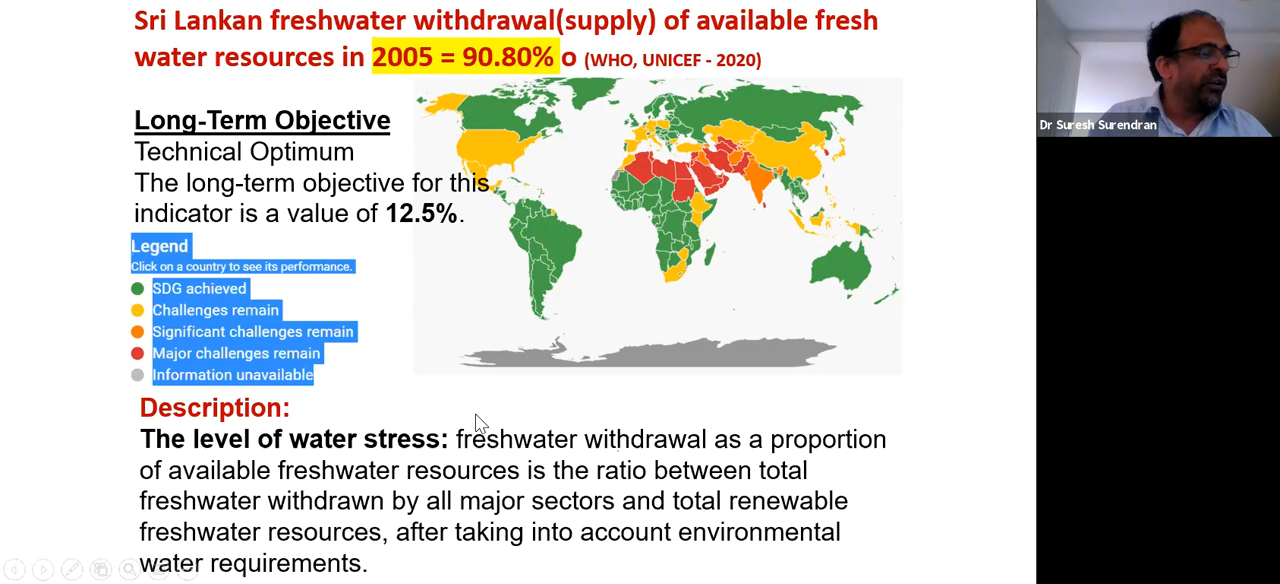 Sri Lankan freshwater withdrawal(supply) of available fresh
water resources in 2005 = 90.80% o (WHO, UNICEF - 2020)
Long-Term Objective
Technical Optimum
The long-term objective for this
indicator is a value of 12.5%.
Legend
Click on a country to see its performance.
SDG achieved
Challenges remain
Significant challenges remain
Major challenges remain
Information unavailable
Description:
The level of water stress: freshwater withdrawal as a proportion
of available freshwater resources is the ratio between total
freshwater withdrawn by all major sectors and total renewable
freshwater resources, after taking into account environmental
water requirements.
Dr Suresh Surendran